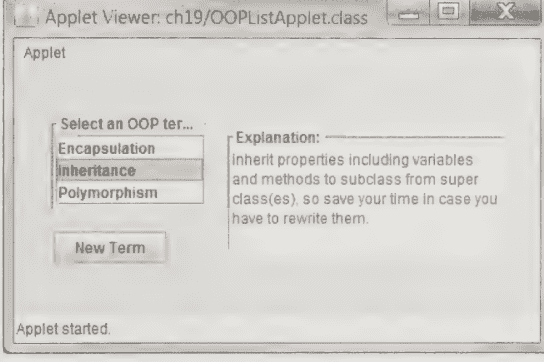 Applet Viewer: ch19/OOPListApplet.class
Applet
Select an OOP ter...
Encapsulation
Inheritance
Polymorphism
New Term
Explanation:
inherit properties including variables
and methods to subclass from super
class(es), so save your time in case you
have to rewrite them.
Applet started.